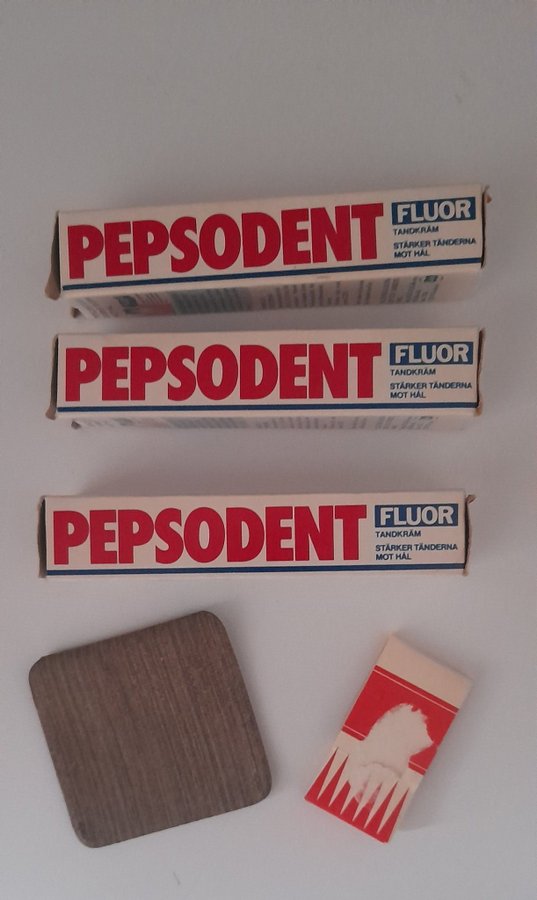 PEPSODENT FLUOR
TANDKRÄM
STÄRKER TÄNDERNA
MOT HÅL
PEPSODENT FLUOR
TANDKRÄM
STÄRKER TÄNDERNA
MOT HÅL
PEPSODENT FLUOR
TANDKRÄM
STÄRKER TÄNDERNA
MOT HÅL